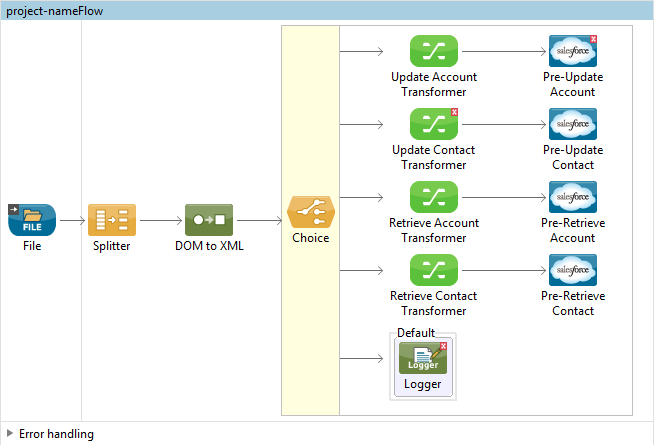 project-nameFlow
FILE
File
Splitter
DOM to XML
Choice
Update Account
Transformer
salesforce
Pre-Update
Account
Update Contact
Transformer
salesforce
Pre-Update
Contact
Retrieve Account
Transformer
salesforce
Pre-Retrieve
Account
Retrieve Contact
Transformer
salesforce
Pre-Retrieve
Contact
Default
Logger
Logger
Error handling